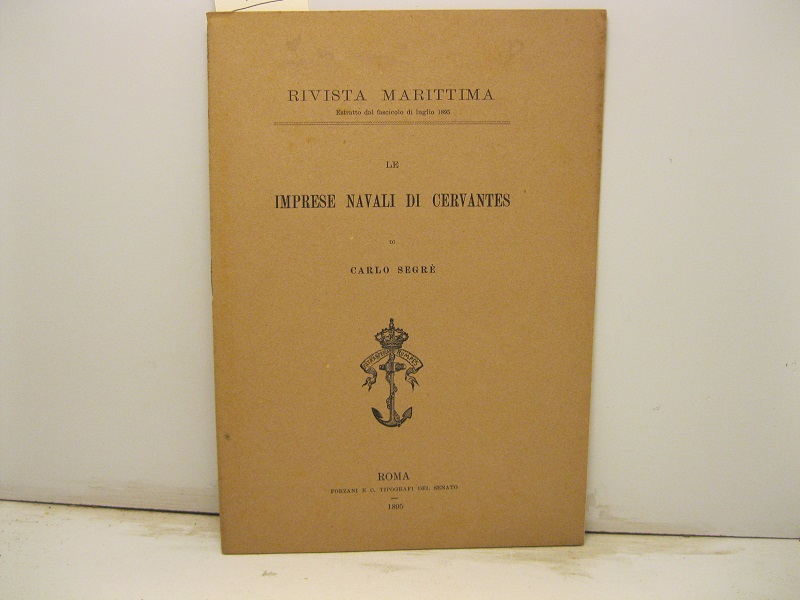 RIVISTA MARITTIMA
Estratto dal fascicolo di luglio 1895
LE
IMPRESE NAVALI DI CERVANTES
DI
CARLO SEGRÈ
ROMA
FORZANI E C. TIPOGRAFI DEL SENATO
1895